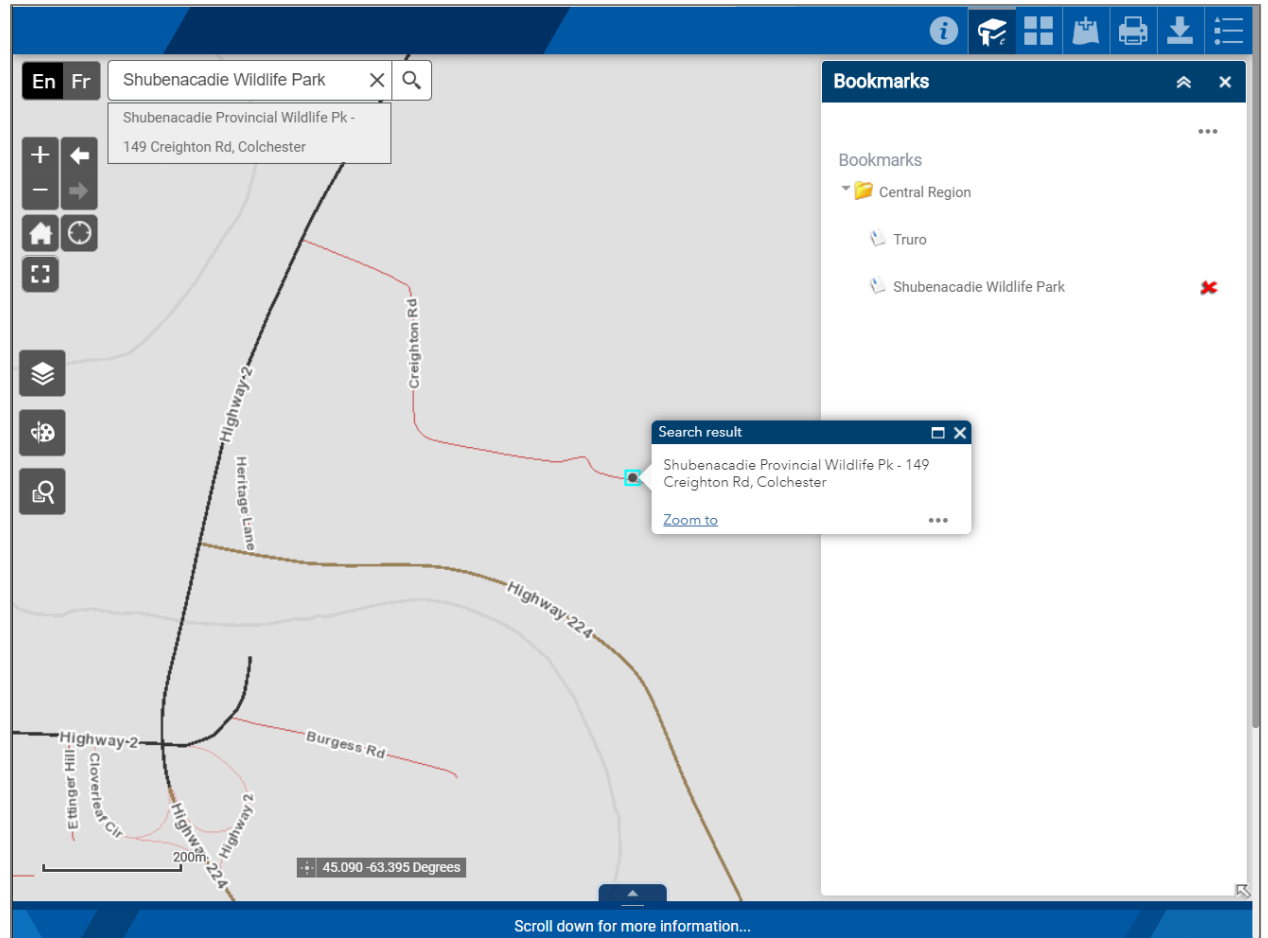 En Fr
Shubenacadie Wildlife Park
Shubenacadie Provincial Wildlife Pk -
149 Creighton Rd, Colchester
Bookmarks
Bookmarks
Central Region
Truro
Shubenacadie Wildlife Park
Creighton Rd
Highway-2
Heritage Lane
Search result
Shubenacadie Provincial Wildlife Pk - 149
Creighton Rd, Colchester
Zoom to
Highway-224
Highway-2
Burgess Rd
Ettinger Hill
Cloverleaf Cir
Highway-224
Highway 2
200m
45.090 -63.395 Degrees
Scroll down for more information...